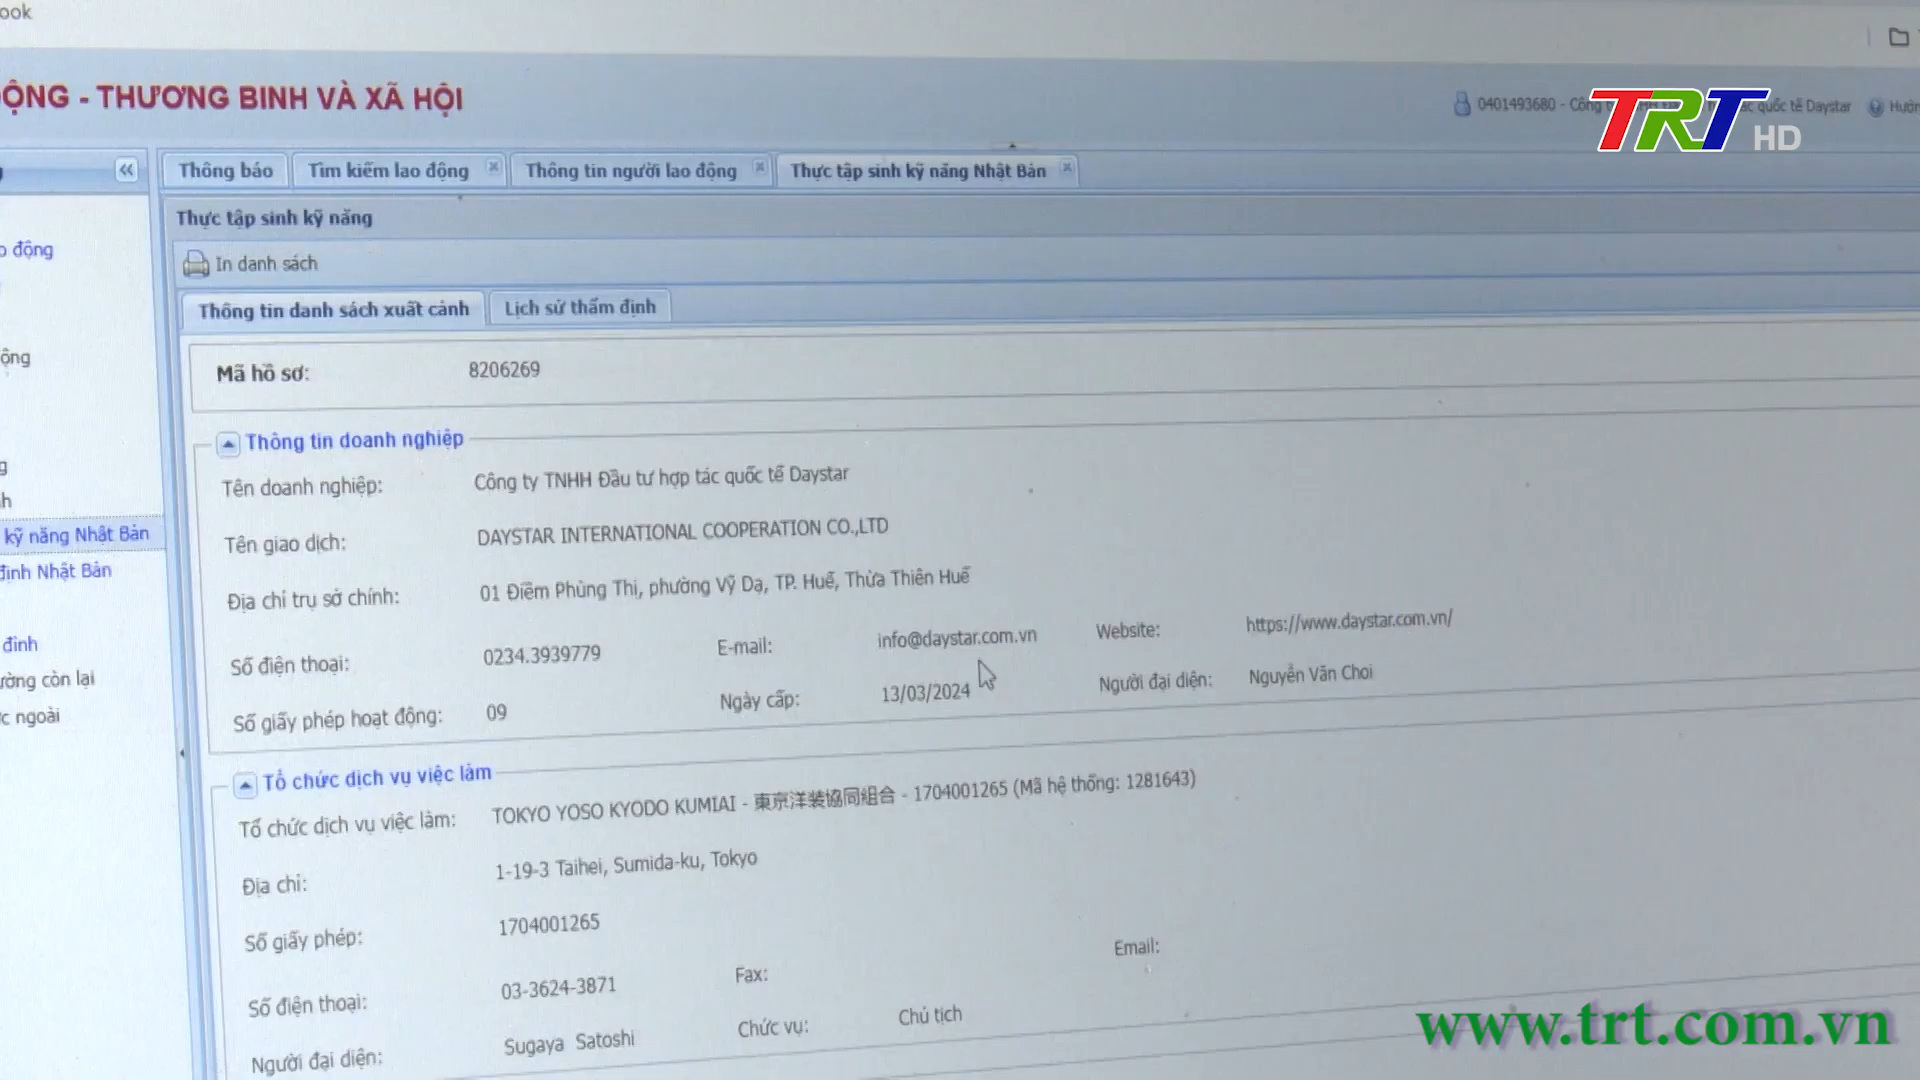 ook
ỘNG - THƯƠNG BINH VÀ XÃ HỘI
0401493680 - Công ty ... quốc tế Daystar
TRT HD
Thông báo
Tìm kiếm lao động
Thông tin người lao động
Thực tập sinh kỹ năng Nhật Bản
Thực tập sinh kỹ năng
In danh sách
Thông tin danh sách xuất cảnh
Lịch sử thẩm định
o động
ộng
g
h
kỹ năng Nhật Bản
định Nhật Bản
định
ường còn lại
c ngoài
Mã hồ sơ: 8206269
Thông tin doanh nghiệp
Tên doanh nghiệp: Công ty TNHH Đầu tư hợp tác quốc tế Daystar
Tên giao dịch: DAYSTAR INTERNATIONAL COOPERATION CO.,LTD
Địa chỉ trụ sở chính: 01 Điềm Phùng Thị, phường Vỹ Dạ, TP. Huế, Thừa Thiên Huế
Số điện thoại: 0234.3939779 E-mail: info@daystar.com.vn Website: https://www.daystar.com.vn/
Số giấy phép hoạt động: 09 Ngày cấp: 13/03/2024 Người đại diện: Nguyễn Văn Choi
Tổ chức dịch vụ việc làm
Tổ chức dịch vụ việc làm: TOKYO YOSO KYODO KUMIAI - 東京洋装協同組合 - 1704001265 (Mã hệ thống: 1281643)
Địa chỉ: 1-19-3 Taihei, Sumida-ku, Tokyo
Số giấy phép: 1704001265
Số điện thoại: 03-3624-3871 Fax: Email:
Người đại diện: Sugaya Satoshi Chức vụ: Chủ tịch
www.trt.com.vn